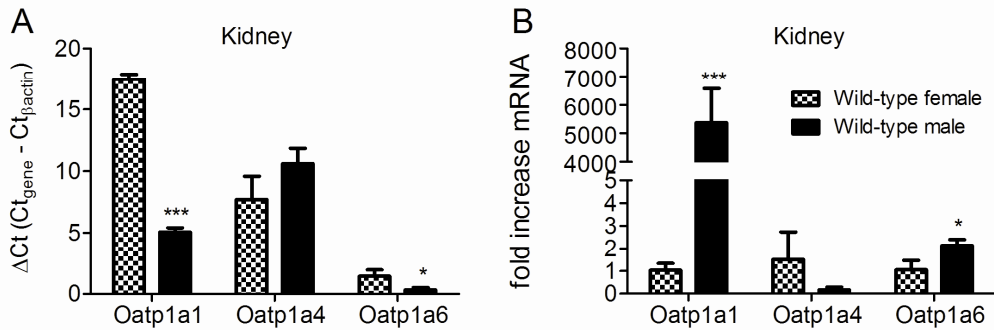 A
Kidney
ΔCt (Ctgene - Ctβactin)
20
15
10
5
0
***
*
Oatp1a1
Oatp1a4
Oatp1a6
B
Kidney
fold increase mRNA
8000
7000
6000
5000
4000
5
4
3
2
1
0
***
*
Wild-type female
Wild-type male
Oatp1a1
Oatp1a4
Oatp1a6